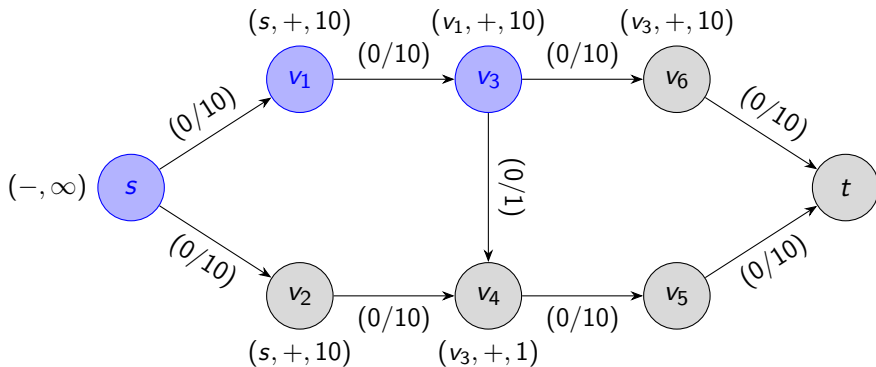 (s, +, 10) (v₁, +, 10) (v₃, +, 10)
(0/10) (0/10)
v₁ v₃ v₆
(0/10) (0/10)
(−, ∞) s (0/1) t
(0/10) (0/10)
v₂ v₄ v₅
(0/10) (0/10)
(s, +, 10) (v₃, +, 1)